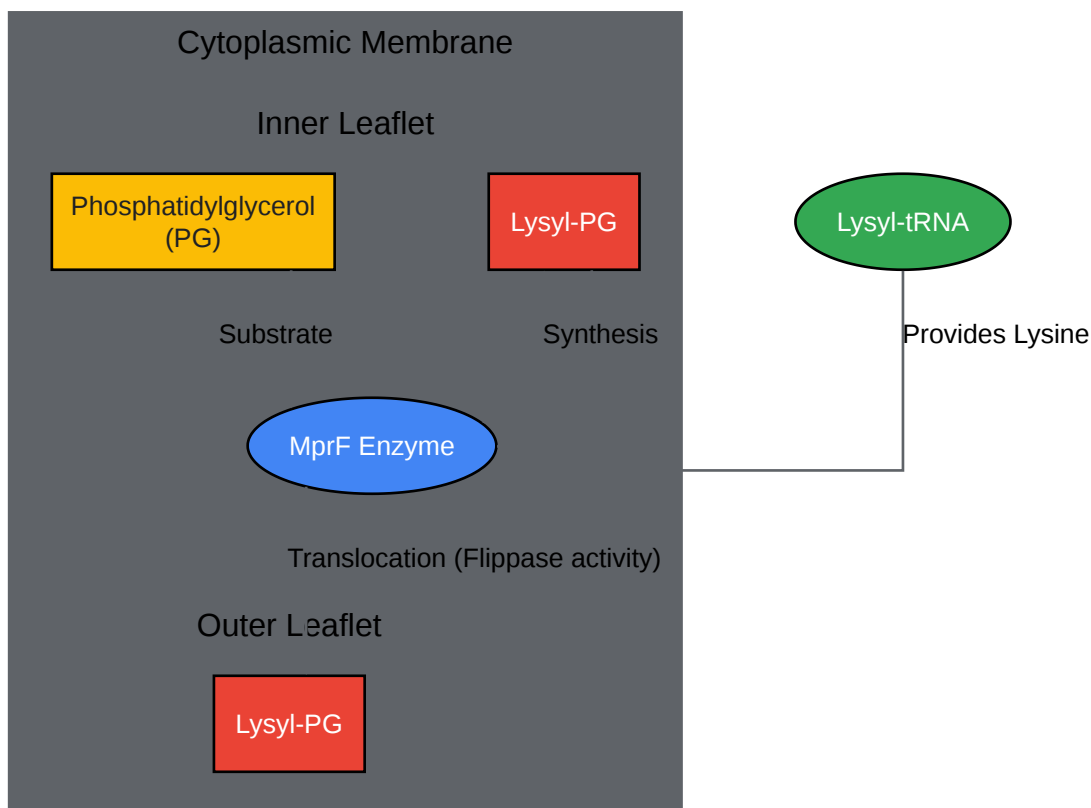 Cytoplasmic Membrane
Inner Leaflet
Phosphatidylglycerol
(PG)
Lysyl-PG
Lysyl-tRNA
Substrate
Synthesis
Provides Lysine
MprF Enzyme
Translocation (Flippase activity)
Outer Leaflet
Lysyl-PG